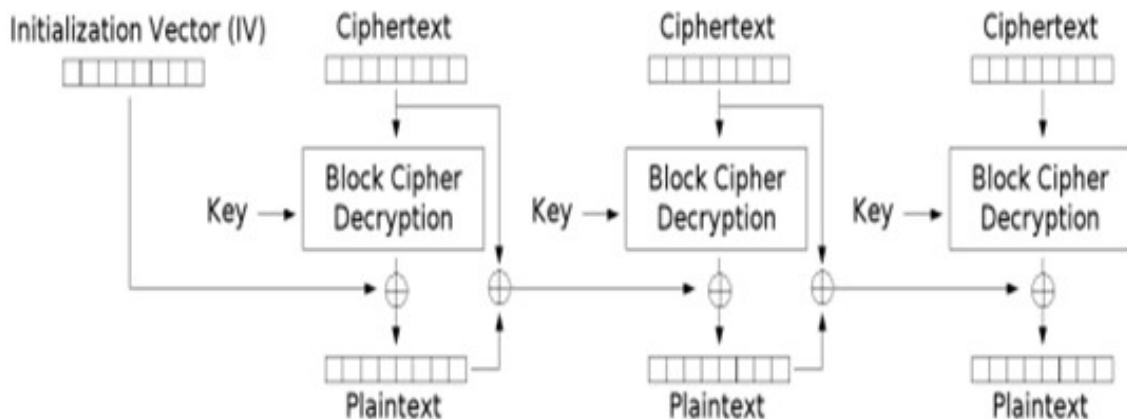 Initialization Vector (IV)
Ciphertext
Ciphertext
Ciphertext
Key
Block Cipher
Decryption
Key
Block Cipher
Decryption
Key
Block Cipher
Decryption
Plaintext
Plaintext
Plaintext